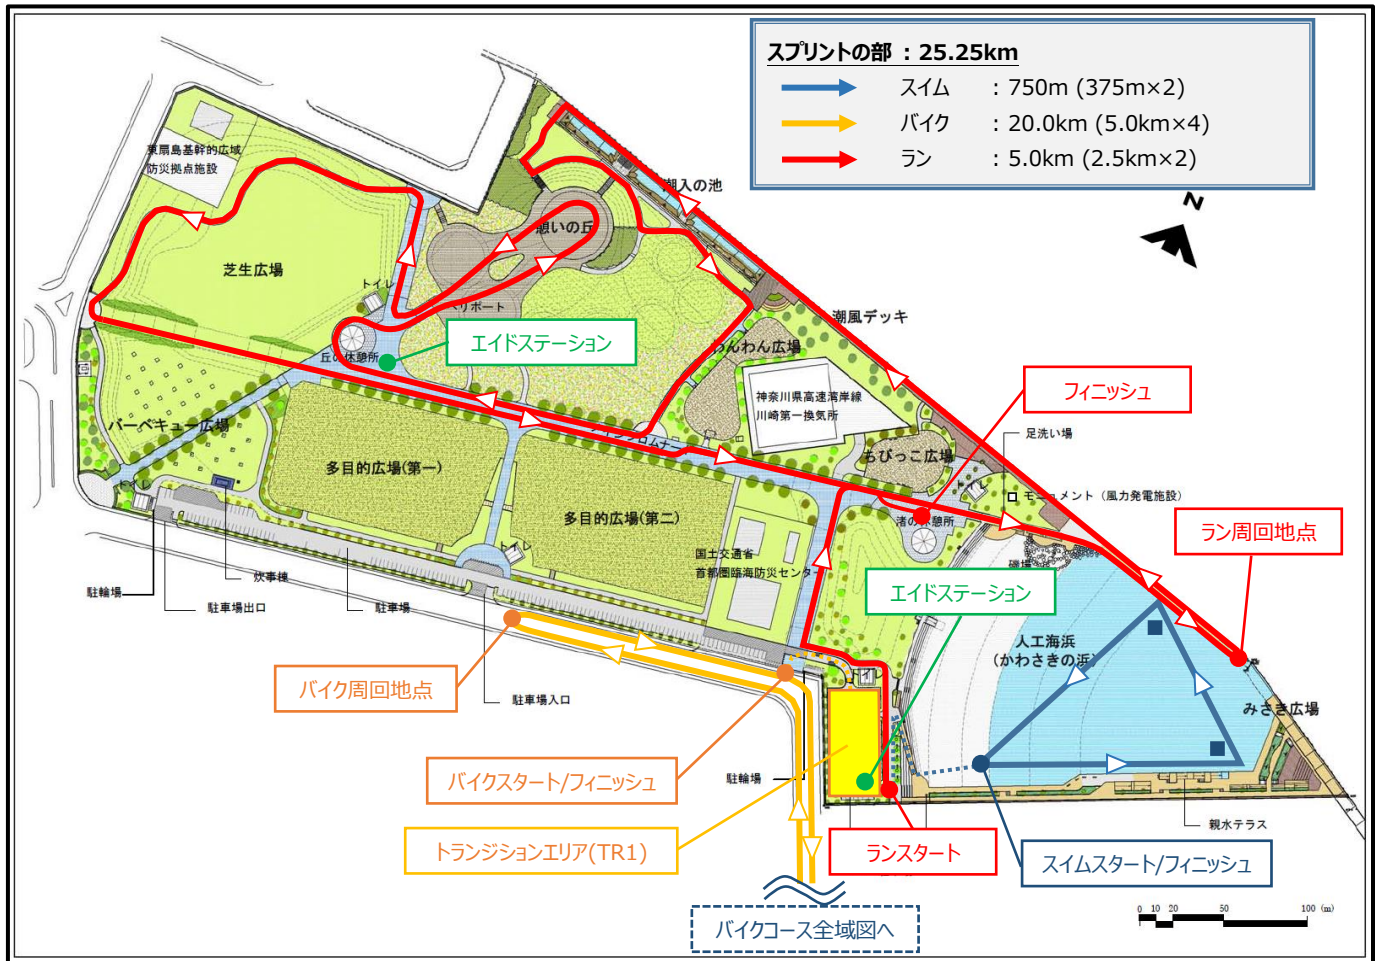 スプリントの部 : 25.25km
スイム : 750m (375m×2)
バイク : 20.0km (5.0km×4)
ラン : 5.0km (2.5km×2)
N
東扇島基幹的広域
防災拠点施設
潮入の池
憩いの丘
芝生広場
トイレ
ヘリポート
潮風デッキ
エイドステーション
わんわん広場
丘の休憩所
フィニッシュ
神奈川県高速湾岸線
川崎第一換気所
足洗い場
バーベキュー広場
ちびっこ広場
多目的広場(第一)
トイレ
モニュメント（風力発電施設）
トイレ
多目的広場(第二)
渚の休憩所
ラン周回地点
国土交通省
首都圏臨海防災センター
トイレ
磯場
炊事棟
駐輪場
駐車場出口
駐車場
エイドステーション
人工海浜
(かわさきの浜)
トイレ
バイク周回地点
駐車場入口
みさき広場
バイクスタート/フィニッシュ
駐輪場
親水テラス
トランジションエリア(TR1)
ランスタート
スイムスタート/フィニッシュ
バイクコース全域図へ
0 10 20 50 100 (m)